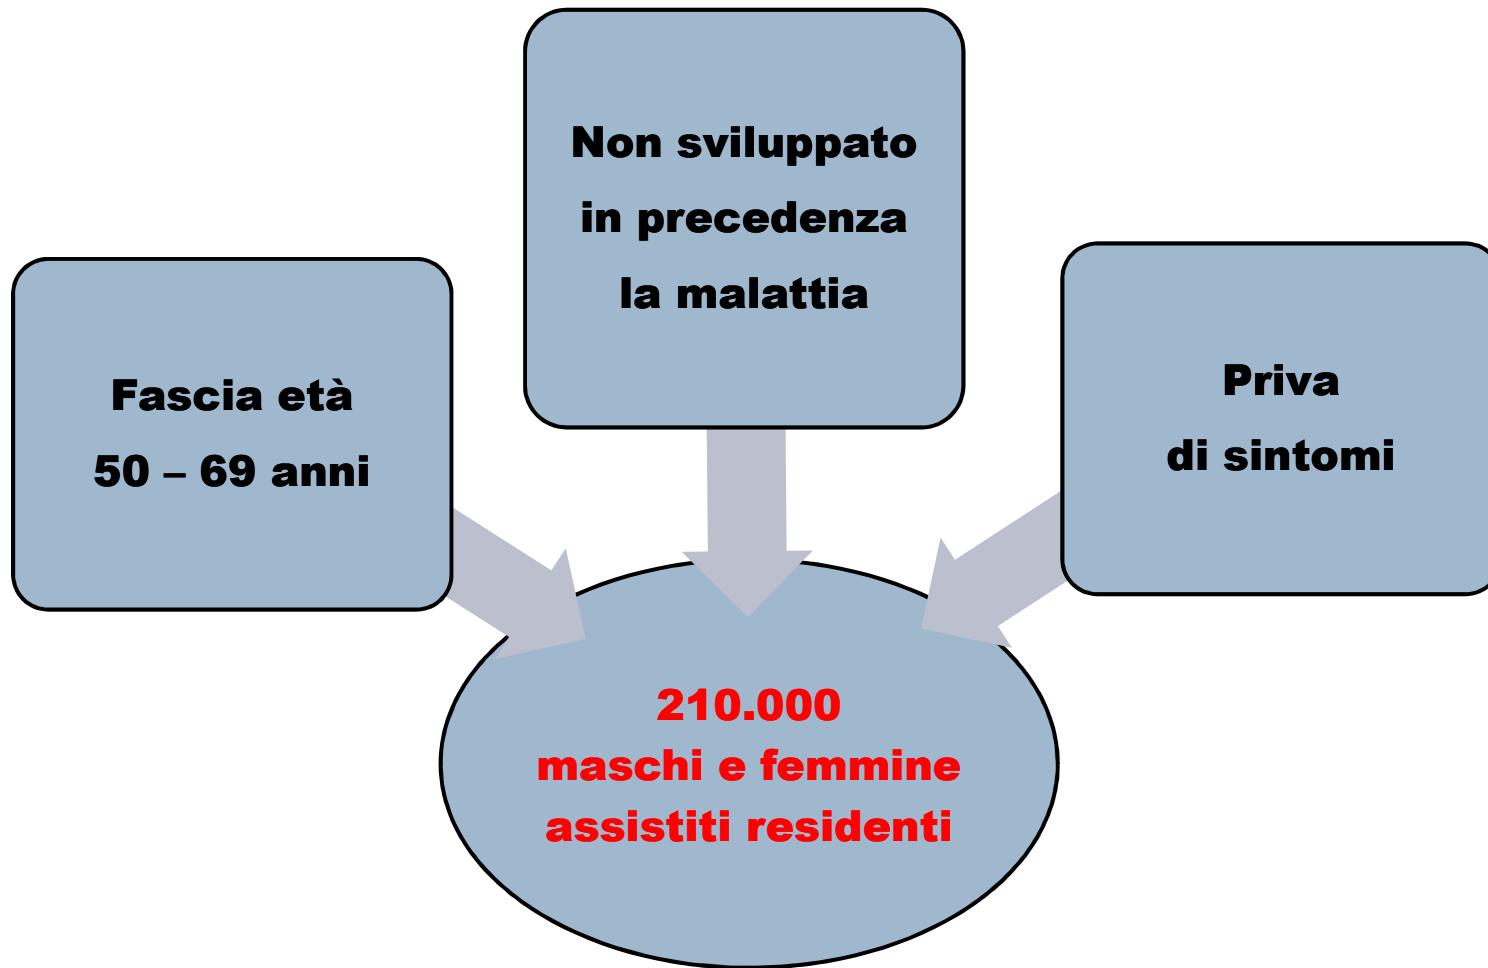 Non sviluppato
in precedenza
la malattia
Fascia età
50 – 69 anni
Priva
di sintomi
210.000
maschi e femmine
assistiti residenti